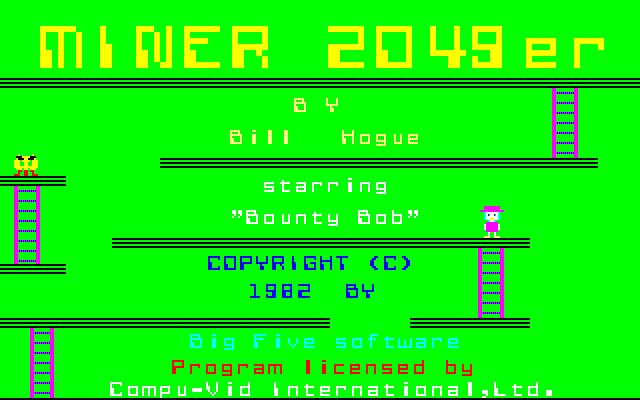 MINER 2049er
BY
Bill Hogue
starring
"Bounty Bob"
COPYRIGHT (C)
1982 BY
Big Five software
Program licensed by
Compu-Vid International,Ltd.